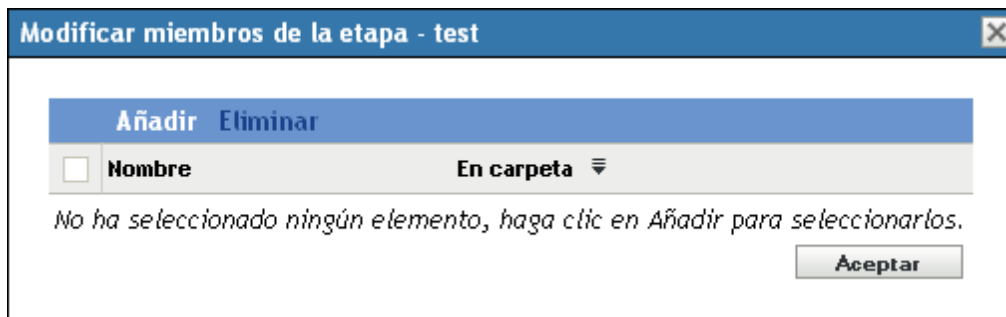 Modificar miembros de la etapa - test
Añadir Eliminar
Nombre En carpeta
No ha seleccionado ningún elemento, haga clic en Añadir para seleccionarlos.
Aceptar